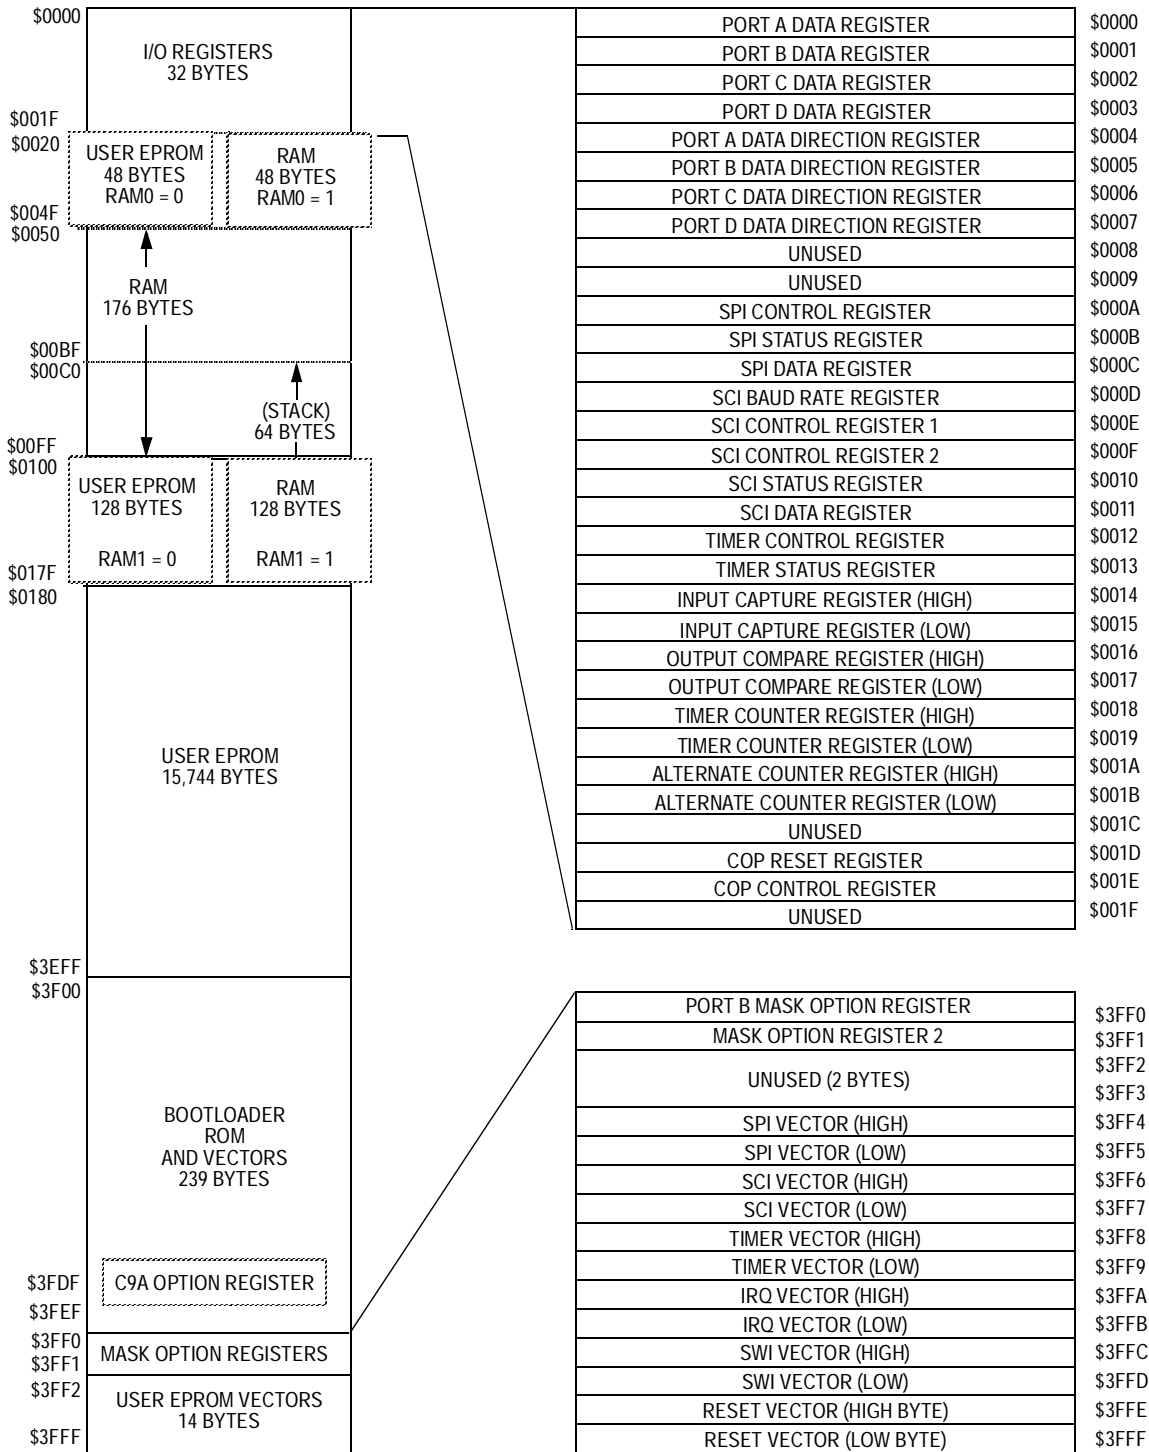 $0000
I/O REGISTERS
32 BYTES
$001F
$0020
USER EPROM
48 BYTES
RAM0 = 0
RAM
48 BYTES
RAM0 = 1
$004F
$0050
RAM
176 BYTES
$00BF
$00C0
(STACK)
64 BYTES
$00FF
$0100
USER EPROM
128 BYTES
RAM1 = 0
RAM
128 BYTES
RAM1 = 1
$017F
$0180
USER EPROM
15,744 BYTES
$3EFF
$3F00
BOOTLOADER
ROM
AND VECTORS
239 BYTES
$3FDF
C9A OPTION REGISTER
$3FEF
$3FF0
$3FF1
MASK OPTION REGISTERS
$3FF2
USER EPROM VECTORS
14 BYTES
$3FFF
PORT A DATA REGISTER $0000
PORT B DATA REGISTER $0001
PORT C DATA REGISTER $0002
PORT D DATA REGISTER $0003
PORT A DATA DIRECTION REGISTER $0004
PORT B DATA DIRECTION REGISTER $0005
PORT C DATA DIRECTION REGISTER $0006
PORT D DATA DIRECTION REGISTER $0007
UNUSED $0008
UNUSED $0009
SPI CONTROL REGISTER $000A
SPI STATUS REGISTER $000B
SPI DATA REGISTER $000C
SCI BAUD RATE REGISTER $000D
SCI CONTROL REGISTER 1 $000E
SCI CONTROL REGISTER 2 $000F
SCI STATUS REGISTER $0010
SCI DATA REGISTER $0011
TIMER CONTROL REGISTER $0012
TIMER STATUS REGISTER $0013
INPUT CAPTURE REGISTER (HIGH) $0014
INPUT CAPTURE REGISTER (LOW) $0015
OUTPUT COMPARE REGISTER (HIGH) $0016
OUTPUT COMPARE REGISTER (LOW) $0017
TIMER COUNTER REGISTER (HIGH) $0018
TIMER COUNTER REGISTER (LOW) $0019
ALTERNATE COUNTER REGISTER (HIGH) $001A
ALTERNATE COUNTER REGISTER (LOW) $001B
UNUSED $001C
COP RESET REGISTER $001D
COP CONTROL REGISTER $001E
UNUSED $001F
PORT B MASK OPTION REGISTER $3FF0
MASK OPTION REGISTER 2 $3FF1
$3FF2
UNUSED (2 BYTES)
$3FF3
SPI VECTOR (HIGH) $3FF4
SPI VECTOR (LOW) $3FF5
SCI VECTOR (HIGH) $3FF6
SCI VECTOR (LOW) $3FF7
TIMER VECTOR (HIGH) $3FF8
TIMER VECTOR (LOW) $3FF9
IRQ VECTOR (HIGH) $3FFA
IRQ VECTOR (LOW) $3FFB
SWI VECTOR (HIGH) $3FFC
SWI VECTOR (LOW) $3FFD
RESET VECTOR (HIGH BYTE) $3FFE
RESET VECTOR (LOW BYTE) $3FFF